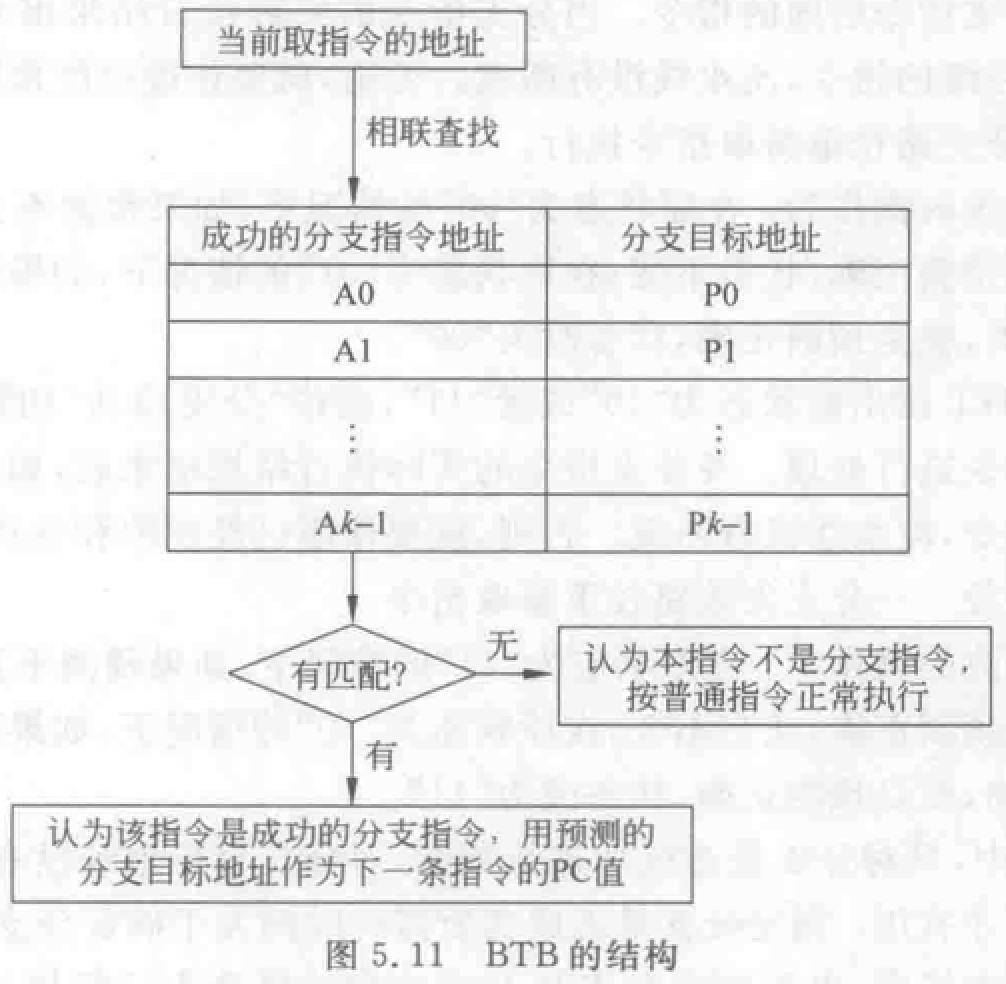 当前取指令的地址
相联查找
成功的分支指令地址 分支目标地址
A0 P0
A1 P1
⋮ ⋮
Ak−1 Pk−1
有匹配?
无
认为本指令不是分支指令,
按普通指令正常执行
有
认为该指令是成功的分支指令,用预测的
分支目标地址作为下一条指令的PC值
图 5.11 BTB 的结构